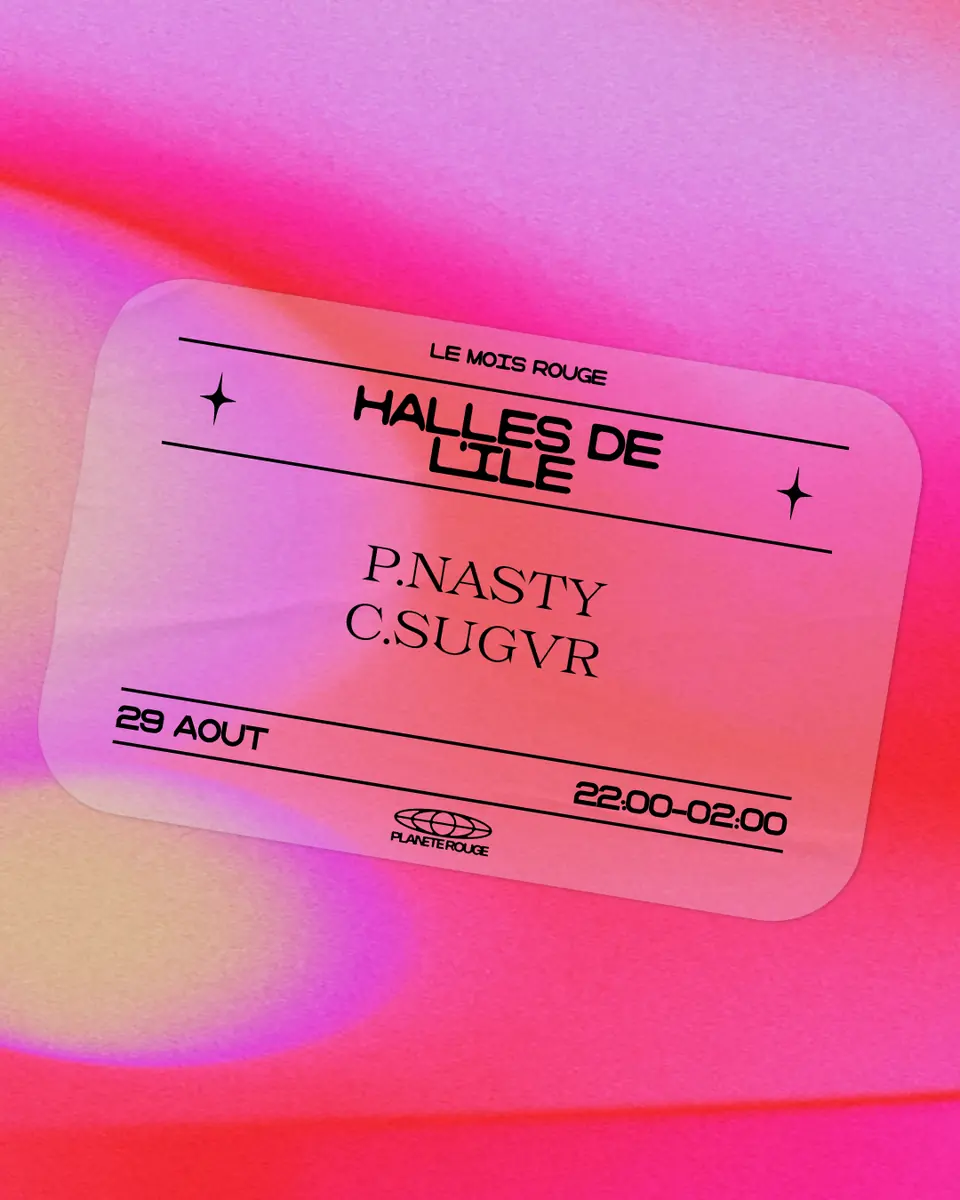 LE MOIS ROUGE
HALLES DE
L'ILE
P.NASTY
C.SUGVR
29 AOUT
22:00-02:00
PLANETE ROUGE